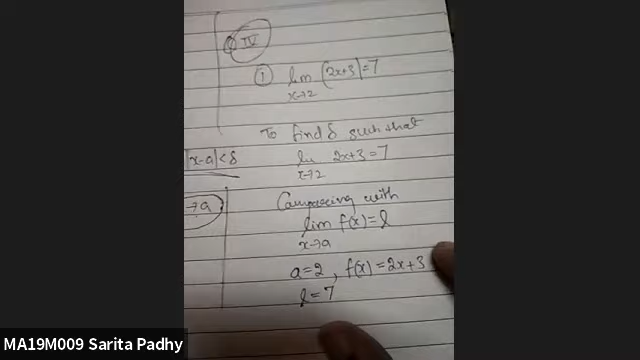 Q IV
① lim (2x+3)=7
x→2
To find δ such that
|x-a|<δ
lim 2x+3=7
x→2
→a
Comparing with
lim f(x)=l
x→a
a=2, f(x)=2x+3
l=7
MA19M009 Sarita Padhy